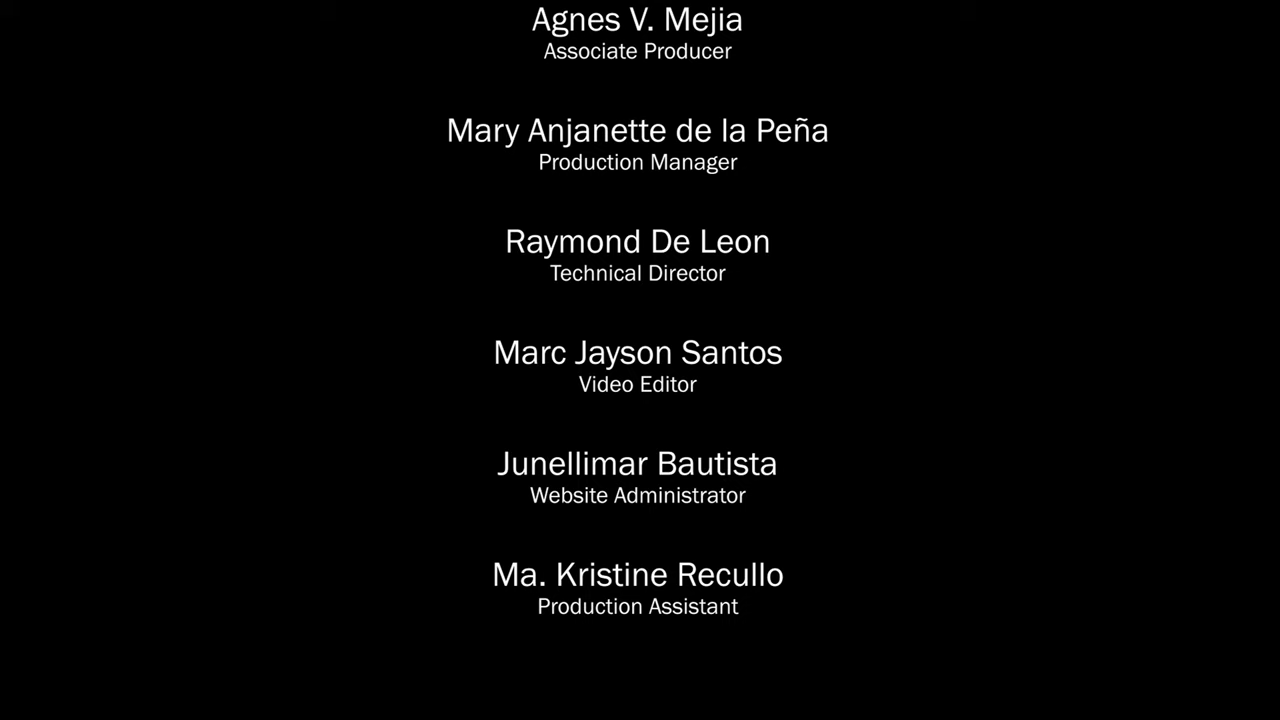 Agnes V. Mejia
Associate Producer
Mary Anjanette de la Peña
Production Manager
Raymond De Leon
Technical Director
Marc Jayson Santos
Video Editor
Junellimar Bautista
Website Administrator
Ma. Kristine Recullo
Production Assistant